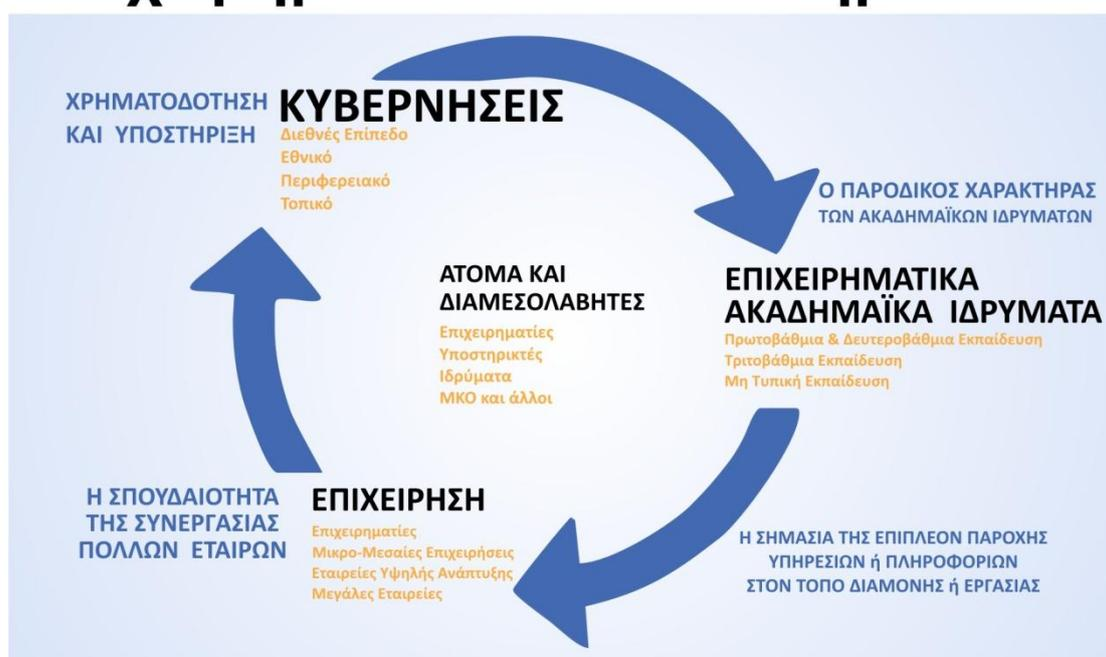 ΧΡΗΜΑΤΟΔΟΤΗΣΗ
ΚΑΙ ΥΠΟΣΤΗΡΙΞΗ
ΚΥΒΕΡΝΗΣΕΙΣ
Διεθνές Επίπεδο
Εθνικό
Περιφερειακό
Τοπικό
Ο ΠΑΡΟΔΙΚΟΣ ΧΑΡΑΚΤΗΡΑΣ
ΤΩΝ ΑΚΑΔΗΜΑΪΚΩΝ ΙΔΡΥΜΑΤΩΝ
ΑΤΟΜΑ ΚΑΙ
ΔΙΑΜΕΣΟΛΑΒΗΤΕΣ
Επιχειρηματίες
Υποστηρικτές
Ιδρύματα
ΜΚΟ και άλλοι
ΕΠΙΧΕΙΡΗΜΑΤΙΚΑ
ΑΚΑΔΗΜΑΪΚΑ ΙΔΡΥΜΑΤΑ
Πρωτοβάθμια & Δευτεροβάθμια Εκπαίδευση
Τριτοβάθμια Εκπαίδευση
Μη Τυπική Εκπαίδευση
Η ΣΠΟΥΔΑΙΟΤΗΤΑ
ΤΗΣ ΣΥΝΕΡΓΑΣΙΑΣ
ΠΟΛΛΩΝ ΕΤΑΙΡΩΝ
ΕΠΙΧΕΙΡΗΣΗ
Επιχειρηματίες
Μικρο-Μεσαίες Επιχειρήσεις
Εταιρείες Υψηλής Ανάπτυξης
Μεγάλες Εταιρείες
Η ΣΗΜΑΣΙΑ ΤΗΣ ΕΠΙΠΛΕΟΝ ΠΑΡΟΧΗΣ
ΥΠΗΡΕΣΙΩΝ ή ΠΛΗΡΟΦΟΡΙΩΝ
ΣΤΟΝ ΤΟΠΟ ΔΙΑΜΟΝΗΣ ή ΕΡΓΑΣΙΑΣ